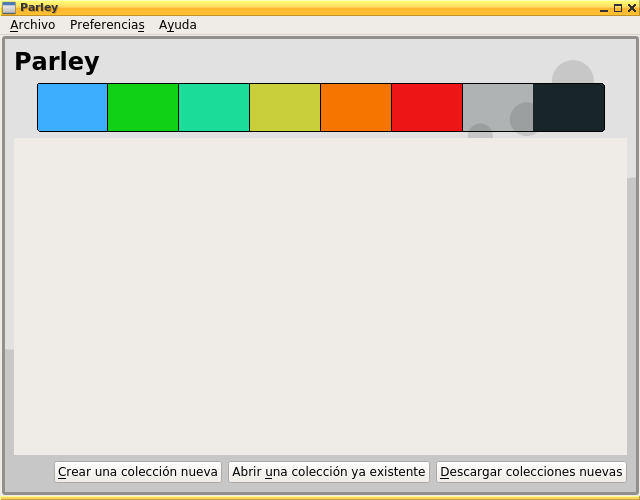 Parley
Archivo Preferencias Ayuda
Parley
Crear una colección nueva Abrir una colección ya existente Descargar colecciones nuevas